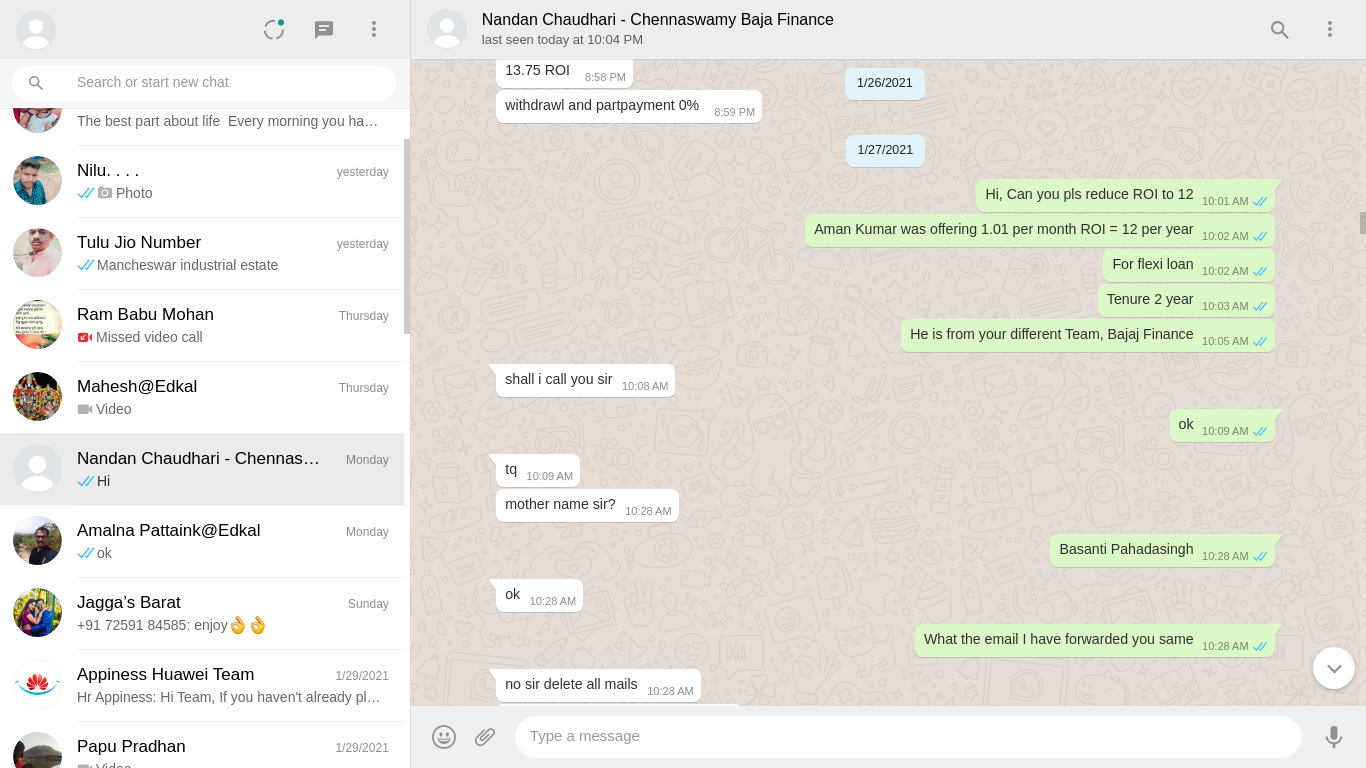 Search or start new chat
The best part about life  Every morning you ha…
Nilu. . . .
yesterday
Photo
Tulu Jio Number
yesterday
Mancheswar industrial estate
Ram Babu Mohan
Thursday
Missed video call
Mahesh@Edkal
Thursday
Video
Nandan Chaudhari - Chennas…
Monday
Hi
Amalna Pattaink@Edkal
Monday
ok
Jagga’s Barat
Sunday
+91 72591 84585: enjoy👌👌
Appiness Huawei Team
1/29/2021
Hr Appiness: Hi Team, If you haven't already pl…
Papu Pradhan
1/29/2021
Video
Nandan Chaudhari - Chennaswamy Baja Finance
last seen today at 10:04 PM
13.75 ROI 8:58 PM
1/26/2021
withdrawl and partpayment 0% 8:59 PM
1/27/2021
Hi, Can you pls reduce ROI to 12 10:01 AM
Aman Kumar was offering 1.01 per month ROI = 12 per year 10:02 AM
For flexi loan 10:02 AM
Tenure 2 year 10:03 AM
He is from your different Team, Bajaj Finance 10:05 AM
shall i call you sir 10:08 AM
ok 10:09 AM
tq 10:09 AM
mother name sir? 10:28 AM
Basanti Pahadasingh 10:28 AM
ok 10:28 AM
What the email I have forwarded you same 10:28 AM
no sir delete all mails 10:28 AM
Type a message